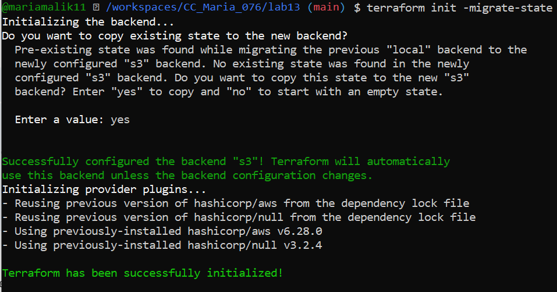 @mariamalik11 /workspaces/CC_Maria_076/lab13 (main) $ terraform init -migrate-state
Initializing the backend...
Do you want to copy existing state to the new backend?
Pre-existing state was found while migrating the previous "local" backend to the
newly configured "s3" backend. No existing state was found in the newly
configured "s3" backend. Do you want to copy this state to the new "s3"
backend? Enter "yes" to copy and "no" to start with an empty state.
Enter a value: yes
Successfully configured the backend "s3"! Terraform will automatically
use this backend unless the backend configuration changes.
Initializing provider plugins...
- Reusing previous version of hashicorp/aws from the dependency lock file
- Reusing previous version of hashicorp/null from the dependency lock file
- Using previously-installed hashicorp/aws v6.28.0
- Using previously-installed hashicorp/null v3.2.4
Terraform has been successfully initialized!